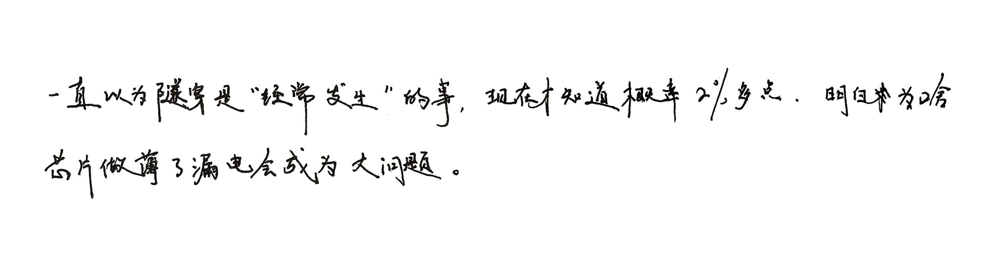 一直以为隧穿是“经常发生”的事，现在才知道概率2%多点．明白来为啥
芯片做薄了漏电会成为大问题。